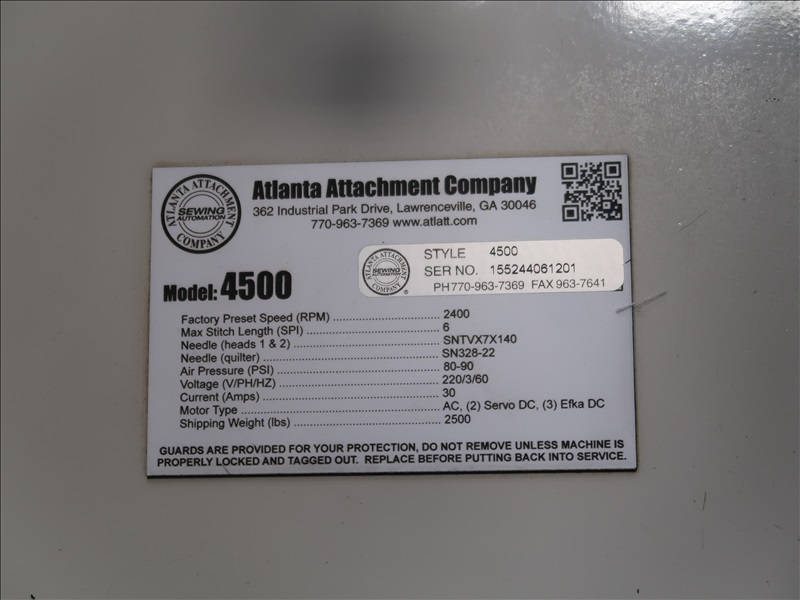 ATLANTA ATTACHMENT
SEWING
AUTOMATION
COMPANY
Atlanta Attachment Company
362 Industrial Park Drive, Lawrenceville, GA 30046
770-963-7369 www.atlatt.com
ATLANTA ATTACHMENT
SEWING
AUTOMATION
COMPANY
®
STYLE 4500
SER NO. 155244061201
PH770-963-7369 FAX 963-7641
Model: 4500
Factory Preset Speed (RPM) ........................ 2400
Max Stitch Length (SPI) ........................ 6
Needle (heads 1 & 2) ........................ SNTVX7X140
Needle (quilter) ........................ SN328-22
Air Pressure (PSI) ........................ 80-90
Voltage (V/PH/HZ) ........................ 220/3/60
Current (Amps) ........................ 30
Motor Type ........................ AC, (2) Servo DC, (3) Efka DC
Shipping Weight (lbs) ........................ 2500
GUARDS ARE PROVIDED FOR YOUR PROTECTION, DO NOT REMOVE UNLESS MACHINE IS
PROPERLY LOCKED AND TAGGED OUT. REPLACE BEFORE PUTTING BACK INTO SERVICE.